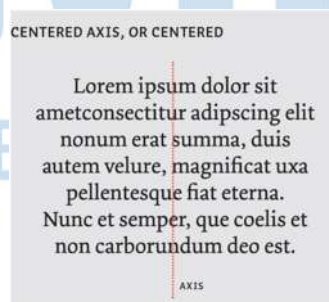 CENTERED AXIS, OR CENTERED
Lorem ipsum dolor sit
ametconsectitur adipscing elit
nonum erat summa, duis
autem velure, magnificat uxa
pellentesque fiat eterna.
Nunc et semper, que coelis et
non carborundum deo est.
AXIS